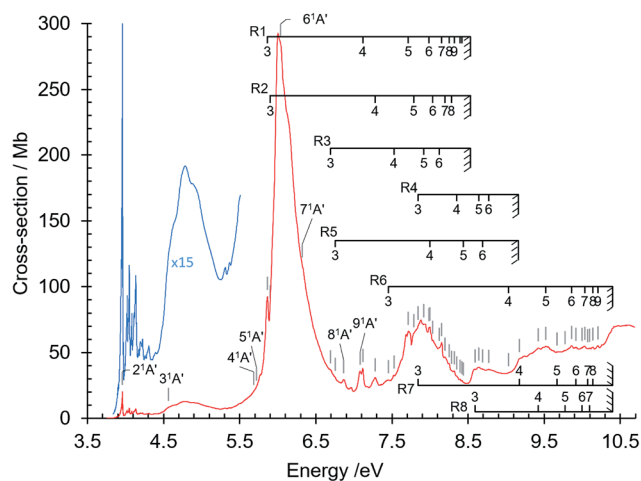 300
250
200
150
100
50
0
Cross-section / Mb
3.5 4.5 5.5 6.5 7.5 8.5 9.5 10.5
Energy /eV
x15
2¹A'
3¹A'
4¹A'
5¹A'
6¹A'
7¹A'
8¹A'
9¹A'
R1
3 4 5 6 7 8 9
R2
3 4 5 6 7 8
R3
3 4 5 6
R4
3 4 5 6
R5
3 4 5 6
R6
3 4 5 6 7 8 9
R7
3 4 5 6 7 8
R8
3 4 5 6 7